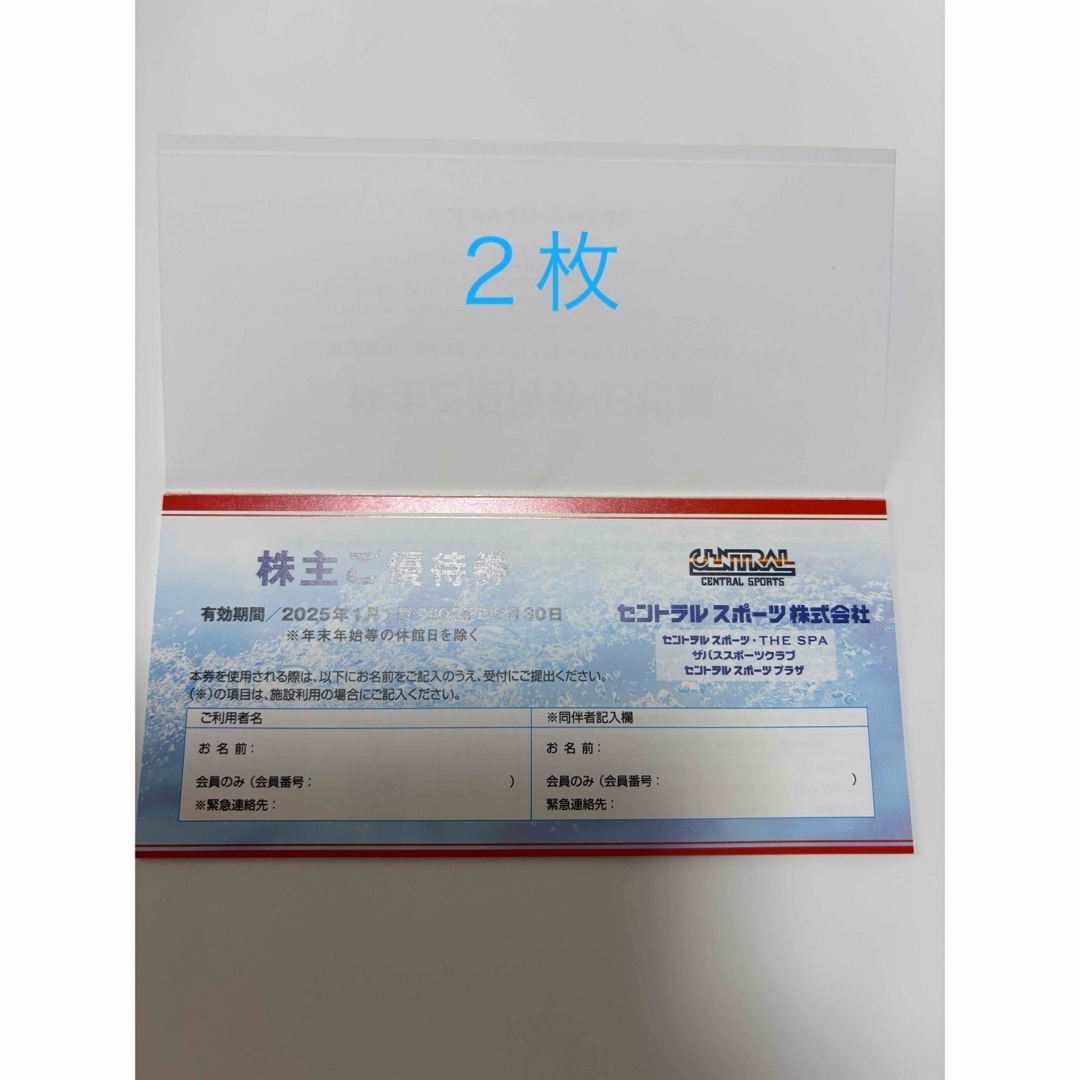 2枚
株主ご優待券
有効期間/2025年1月1日 月30日
※年末年始等の休館日を除く
CENTRAL
CENTRAL SPORTS
セントラルスポーツ株式会社
セントラルスポーツ・THE SPA
ザバススポーツクラブ
セントラルスポーツ プラザ
本券を使用される際は、以下にお名前をご記入のうえ、受付にご提出ください。
(※)の項目は、施設利用の場合にご記入ください。
ご利用者名
お名前:
会員のみ(会員番号: )
※緊急連絡先:
※同伴者記入欄
お名前:
会員のみ(会員番号: )
緊急連絡先: